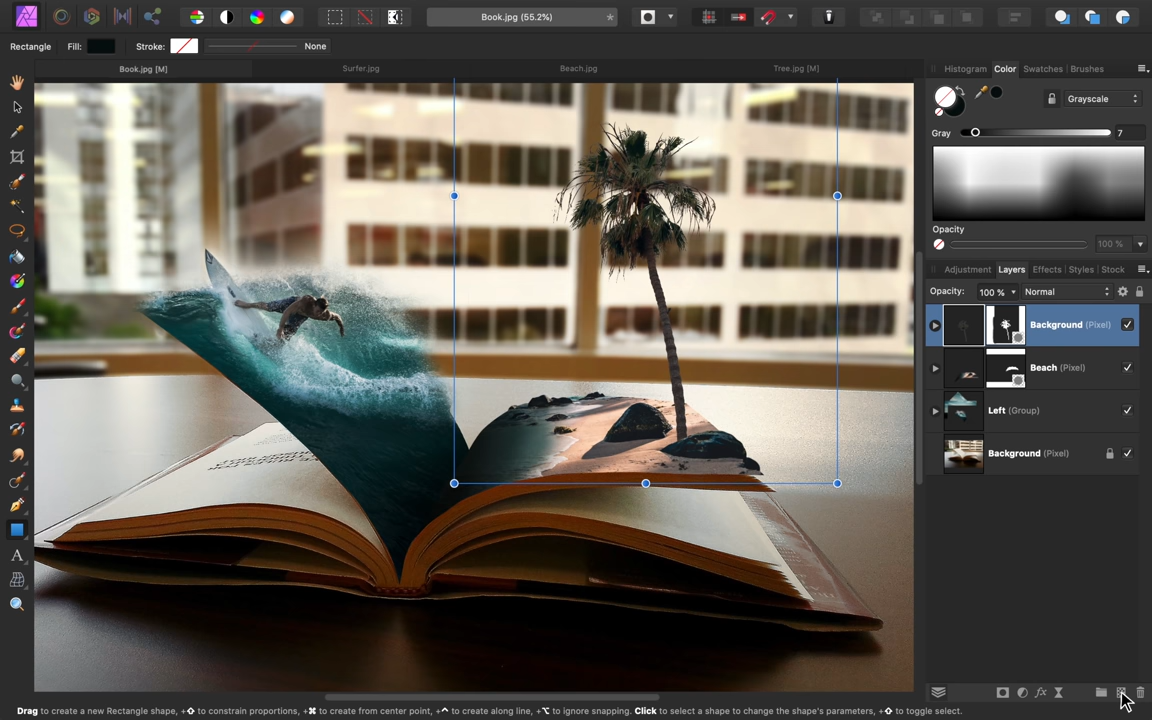 Book.jpg (55.2%)
Rectangle
Fill:
Stroke:
None
Book.jpg [M]
Surfer.jpg
Beach.jpg
Tree.jpg [M]
Histogram
Color
Swatches
Brushes
Grayscale
Gray
7
Opacity
100 %
Adjustment
Layers
Effects
Styles
Stock
Opacity:
100 %
Normal
Background (Pixel)
Beach (Pixel)
Left (Group)
Background (Pixel)
A
fx
Drag to create a new Rectangle shape, +⇧ to constrain proportions, +⌘ to create from center point, +⌃ to create along line, +⌥ to ignore snapping. Click to select a shape to change the shape's parameters, +⇧ to toggle select.